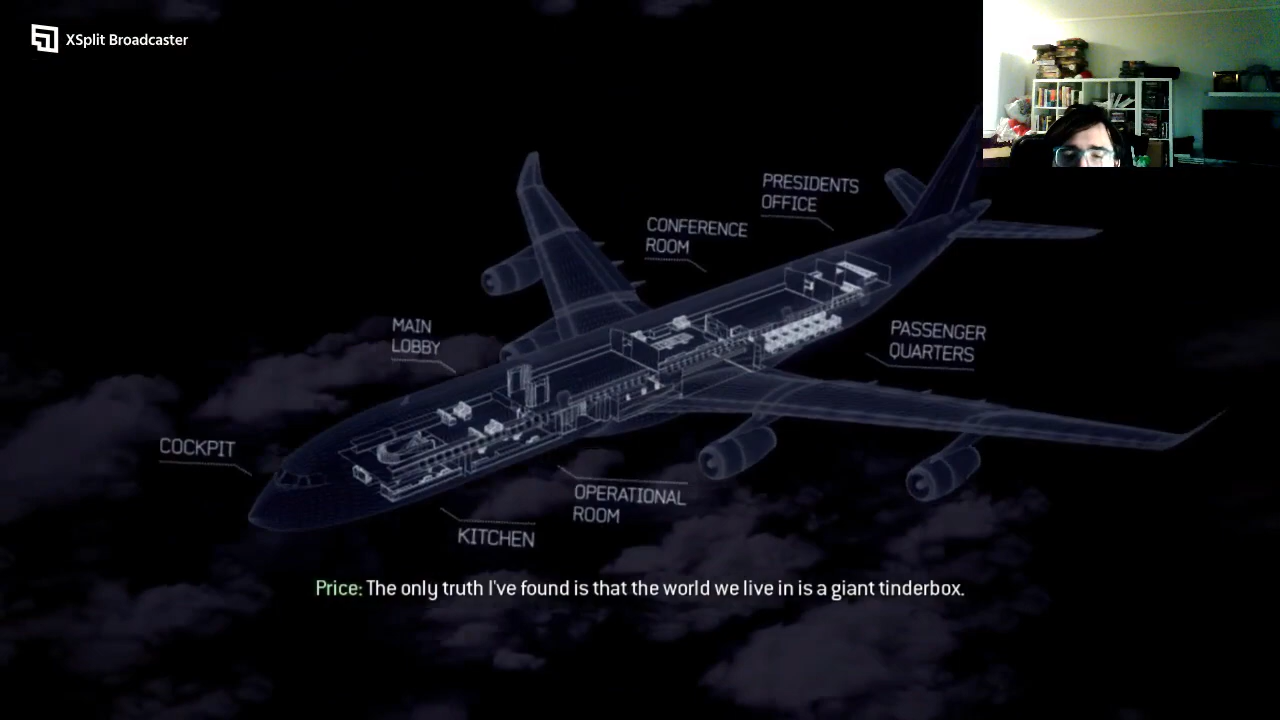 XSplit Broadcaster
PRESIDENTS
OFFICE
CONFERENCE
ROOM
MAIN
LOBBY
PASSENGER
QUARTERS
COCKPIT
OPERATIONAL
ROOM
KITCHEN
Price: The only truth I've found is that the world we live in is a giant tinderbox.